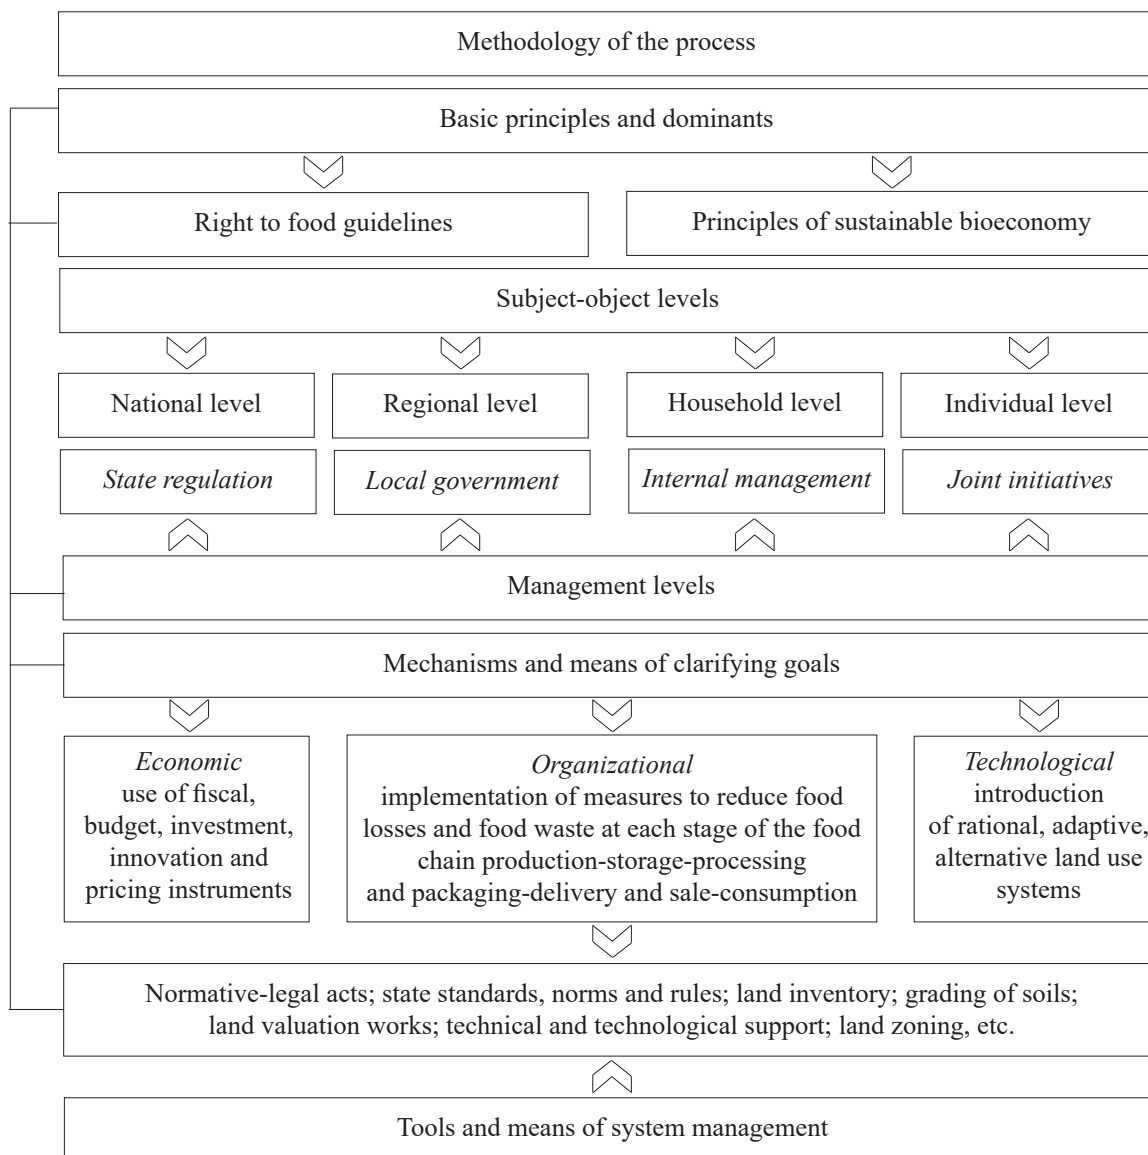 Methodology of the process
Basic principles and dominants
Right to food guidelines
Principles of sustainable bioeconomy
Subject-object levels
National level
Regional level
Household level
Individual level
State regulation
Local government
Internal management
Joint initiatives
Management levels
Mechanisms and means of clarifying goals
Economic
use of fiscal,
budget, investment,
innovation and
pricing instruments
Organizational
implementation of measures to reduce food
losses and food waste at each stage of the food
chain production-storage-processing
and packaging-delivery and sale-consumption
Technological
introduction
of rational, adaptive,
alternative land use
systems
Normative-legal acts; state standards, norms and rules; land inventory; grading of soils;
land valuation works; technical and technological support; land zoning, etc.
Tools and means of system management